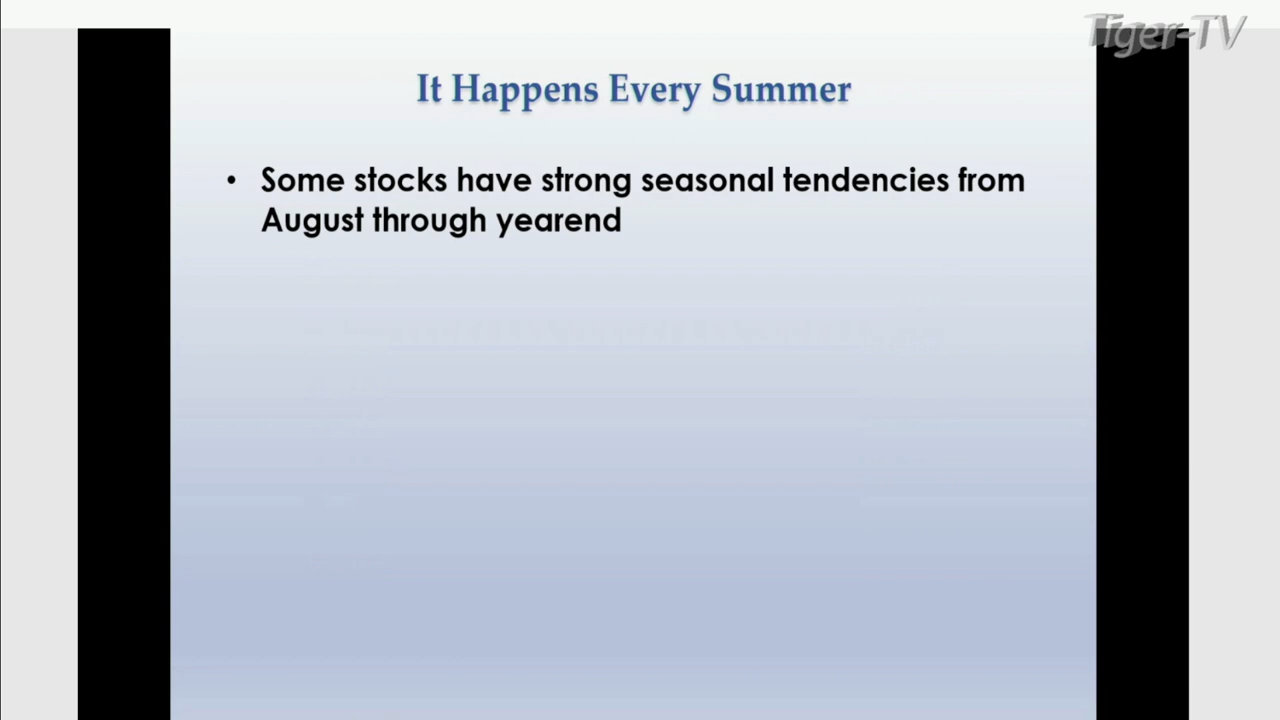 Tiger-TV
It Happens Every Summer
• Some stocks have strong seasonal tendencies from
August through yearend